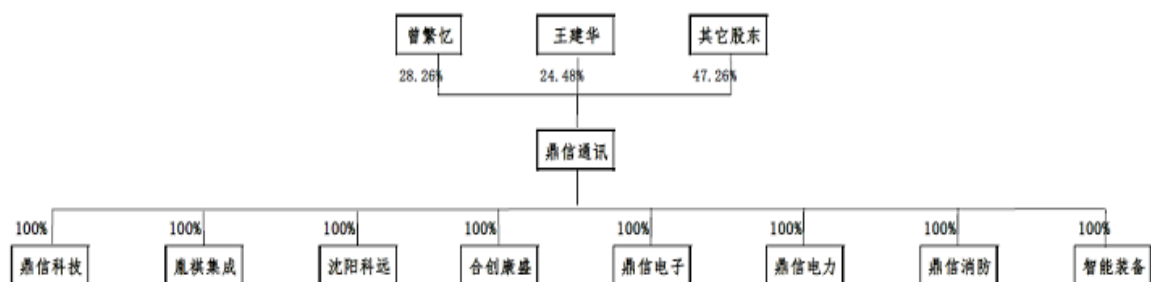 曾繁忆 王建华 其它股东
28.26% 24.48% 47.26%
鼎信通讯
100% 100% 100% 100% 100% 100% 100% 100%
鼎信科技 胤祺集成 沈阳科远 合创康盛 鼎信电子 鼎信电力 鼎信消防 智能装备